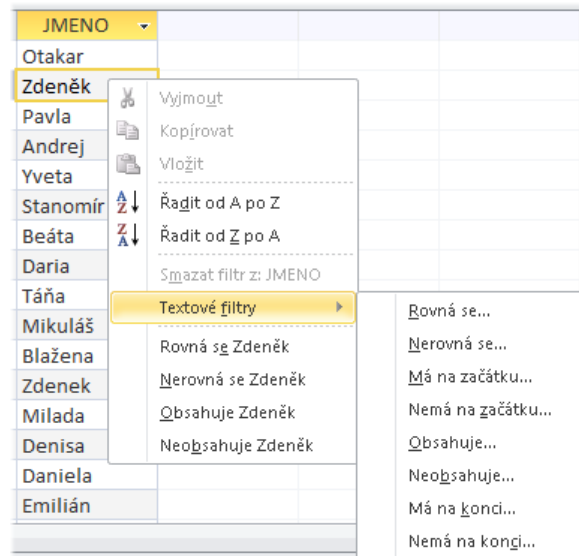 JMENO
Otakar
Zdeněk
Pavla
Andrej
Yveta
Stanomír
Beáta
Daria
Táňa
Mikuláš
Blažena
Zdenek
Milada
Denisa
Daniela
Emilián
Vyjmout
Kopírovat
Vložit
Řadit od A po Z
Řadit od Z po A
Smazat filtr z: JMENO
Textové filtry
Rovná se Zdeněk
Nerovná se Zdeněk
Obsahuje Zdeněk
Neobsahuje Zdeněk
Rovná se...
Nerovná se...
Má na začátku...
Nemá na začátku...
Obsahuje...
Neobsahuje...
Má na konci...
Nemá na konci...